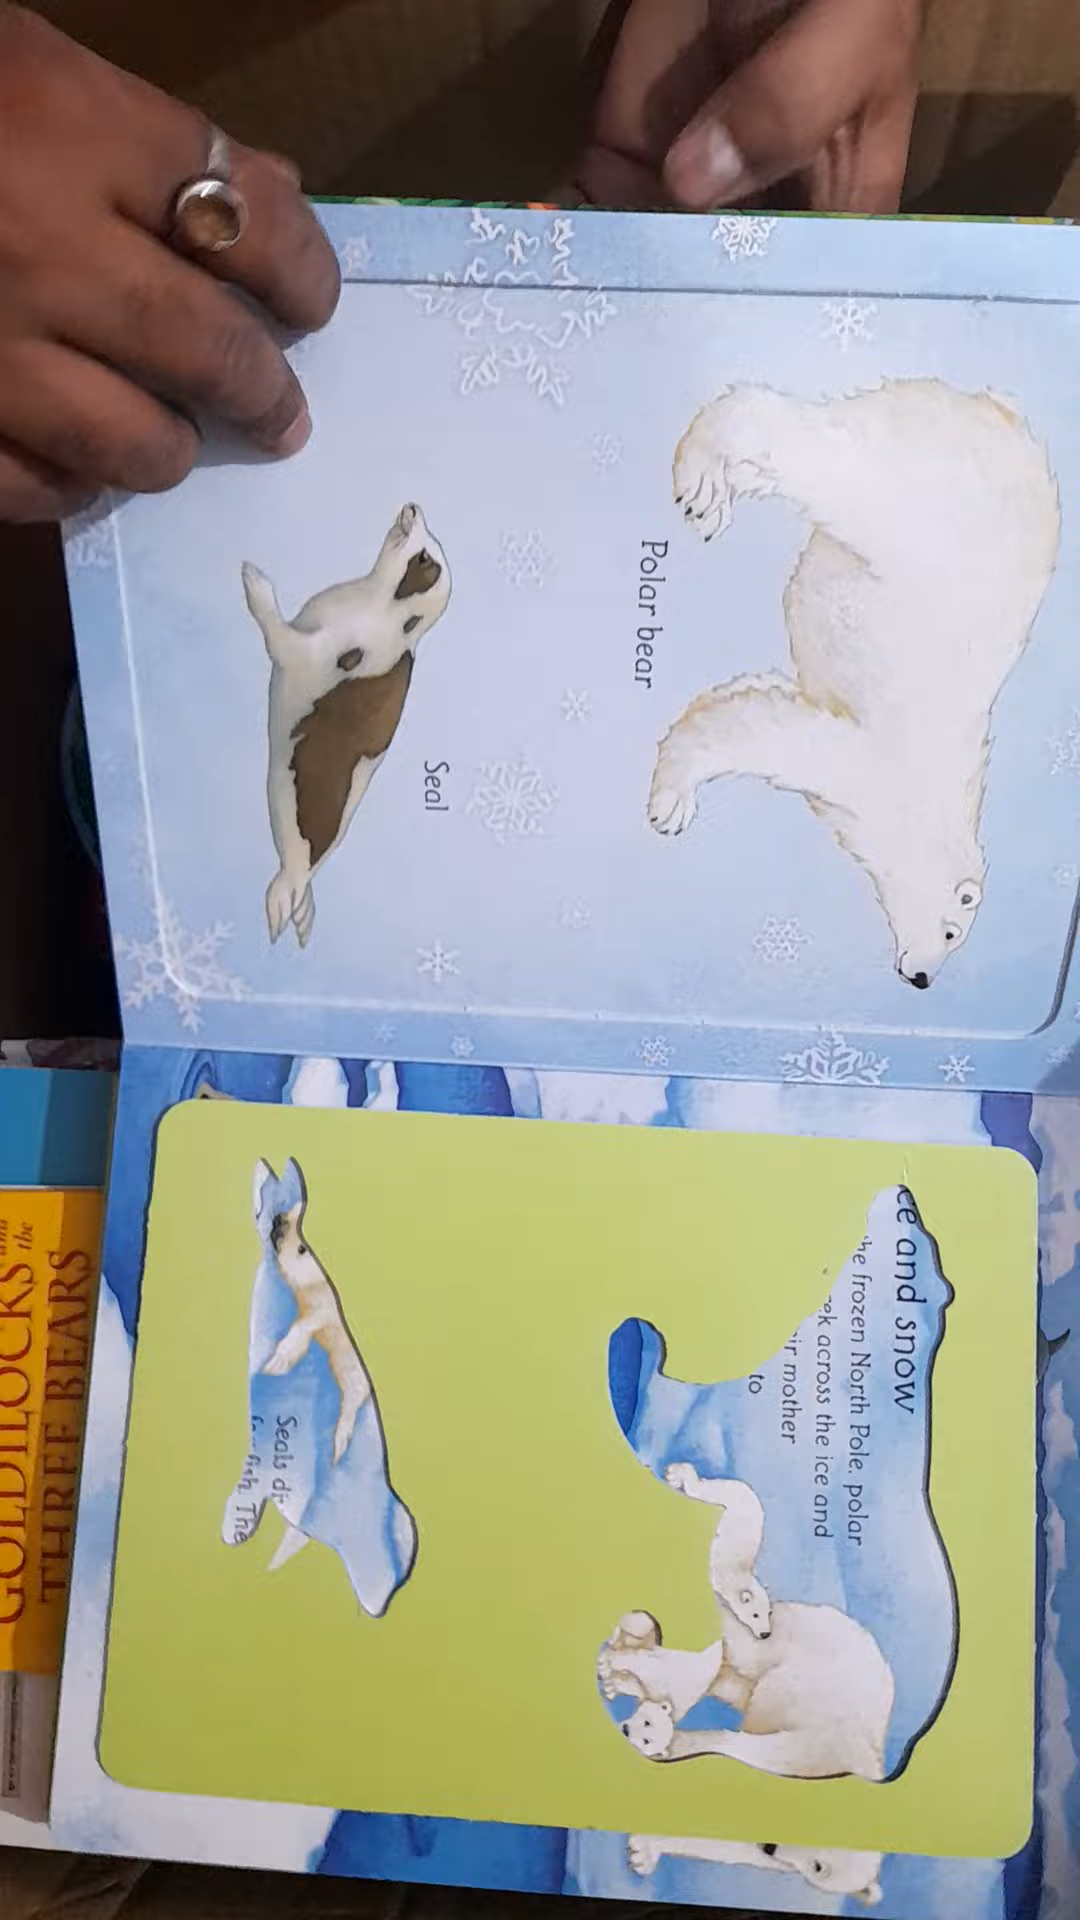 Polar bear
Seal
ce and snow
he frozen North Pole, polar
ek across the ice and
ir mother
to
Seals di
fish. The
GOLDILOCKS and the
THREE BEARS